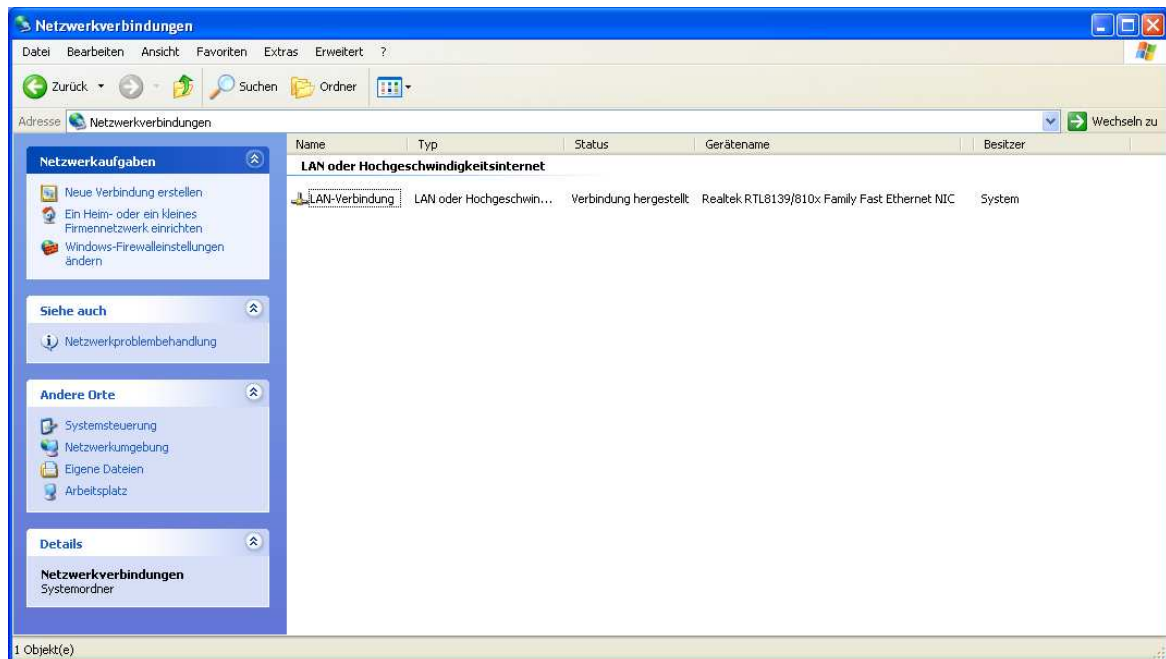 Netzwerkverbindungen
Datei Bearbeiten Ansicht Favoriten Extras Erweitert ?
Zurück Suchen Ordner
Adresse Netzwerkverbindungen Wechseln zu
Netzwerkaufgaben
Neue Verbindung erstellen
Ein Heim- oder ein kleines
Firmennetzwerk einrichten
Windows-Firewalleinstellungen
ändern
Siehe auch
Netzwerkproblembehandlung
Andere Orte
Systemsteuerung
Netzwerkumgebung
Eigene Dateien
Arbeitsplatz
Details
Netzwerkverbindungen
Systemordner
Name Typ Status Gerätename Besitzer
LAN oder Hochgeschwindigkeitsinternet
LAN-Verbindung LAN oder Hochgeschwin... Verbindung hergestellt Realtek RTL8139/810x Family Fast Ethernet NIC System
1 Objekt(e)